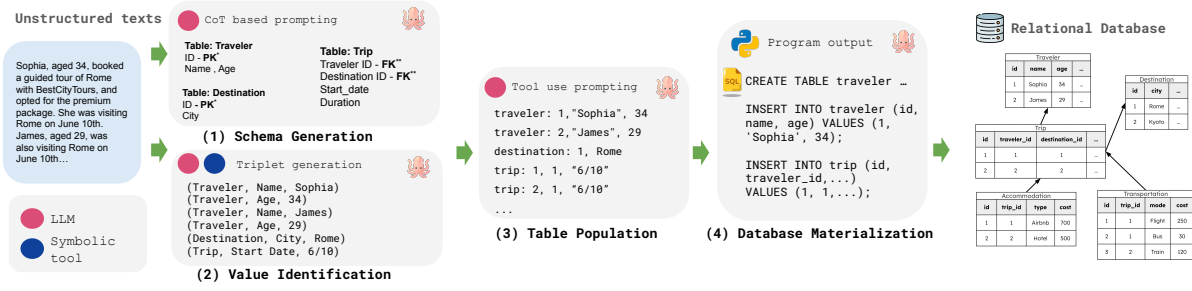 Unstructured texts
Sophia, aged 34, booked
a guided tour of Rome
with BestCityTours, and
opted for the premium
package. She was visiting
Rome on June 10th.
James, aged 29, was
also visiting Rome on
June 10th…
LLM
Symbolic
tool
CoT based prompting
Table: Traveler
ID - PK*
Name , Age
Table: Destination
ID - PK*
City
Table: Trip
Traveler ID - FK**
Destination ID - FK**
Start_date
Duration
(1) Schema Generation
Triplet generation
(Traveler, Name, Sophia)
(Traveler, Age, 34)
(Traveler, Name, James)
(Traveler, Age, 29)
(Destination, City, Rome)
(Trip, Start Date, 6/10)
(2) Value Identification
Tool use prompting
traveler: 1,"Sophia", 34
traveler: 2,"James", 29
destination: 1, Rome
trip: 1, 1, "6/10"
trip: 2, 1, "6/10"
...
(3) Table Population
Program output
SQL
CREATE TABLE traveler …
INSERT INTO traveler (id,
name, age) VALUES (1,
'Sophia', 34);
INSERT INTO trip (id,
traveler_id,...)
VALUES (1, 1,...);
(4) Database Materialization
Relational Database
Traveler
id name age ...
1 Sophia 34 ...
2 James 29 ...
Destination
id city ...
1 Rome ...
2 Kyoto ...
Trip
id traveler_id destination_id ...
1 1 1 ...
2 2 2 ...
Accommodation
id trip_id type cost
1 1 Airbnb 700
2 2 Hotel 500
Transportation
id trip_id mode cost
1 1 Flight 250
2 1 Bus 30
3 2 Train 120